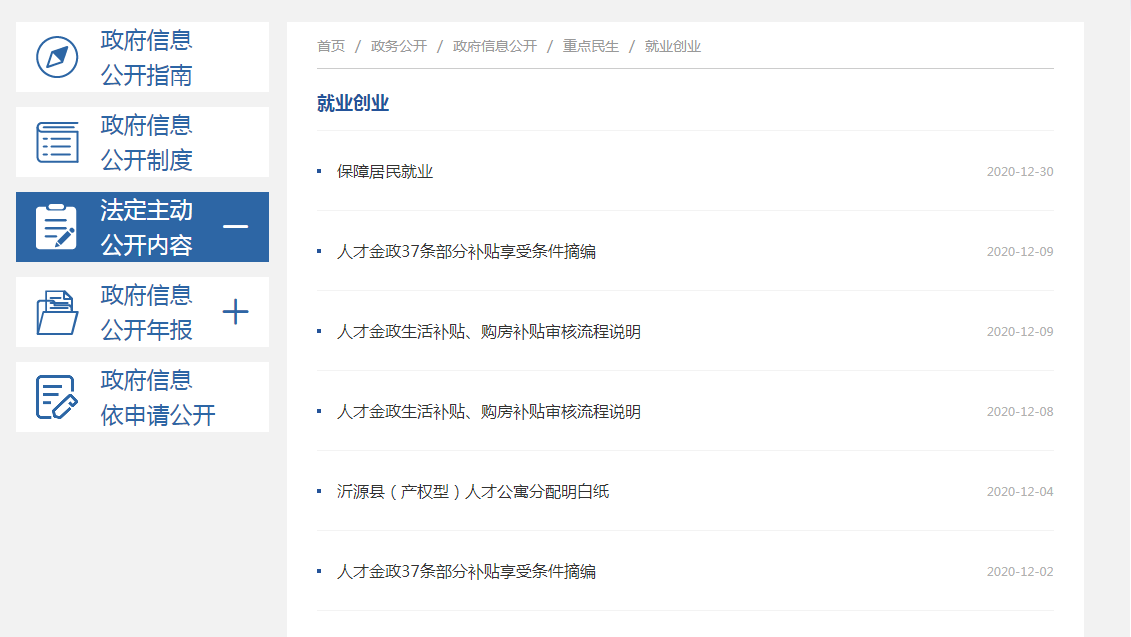 政府信息
公开指南
政府信息
公开制度
法定主动
公开内容
政府信息
公开年报
政府信息
依申请公开
首页 / 政务公开 / 政府信息公开 / 重点民生 / 就业创业
就业创业
保障居民就业 2020-12-30
人才金政37条部分补贴享受条件摘编 2020-12-09
人才金政生活补贴、购房补贴审核流程说明 2020-12-09
人才金政生活补贴、购房补贴审核流程说明 2020-12-08
沂源县（产权型）人才公寓分配明白纸 2020-12-04
人才金政37条部分补贴享受条件摘编 2020-12-02